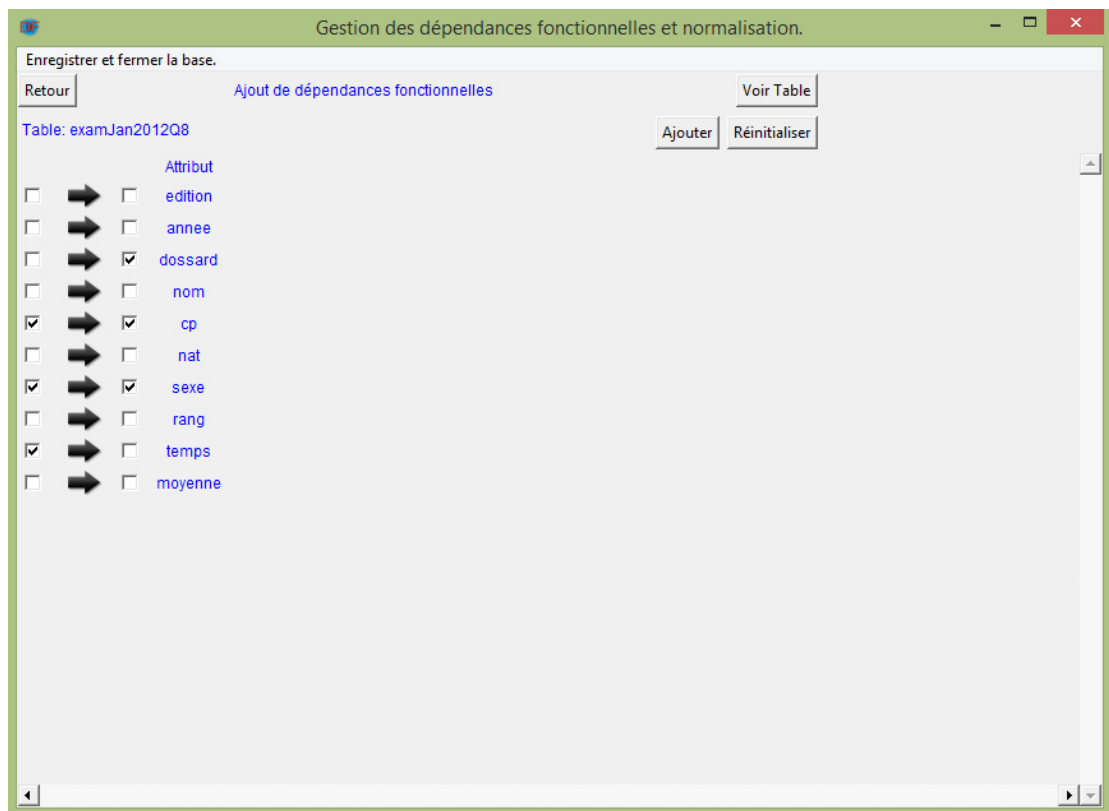 Gestion des dépendances fonctionnelles et normalisation.
Enregistrer et fermer la base.
Retour Ajout de dépendances fonctionnelles Voir Table
Table: examJan2012Q8 Ajouter Réinitialiser
Attribut
edition
annee
dossard
nom
cp
nat
sexe
rang
temps
moyenne